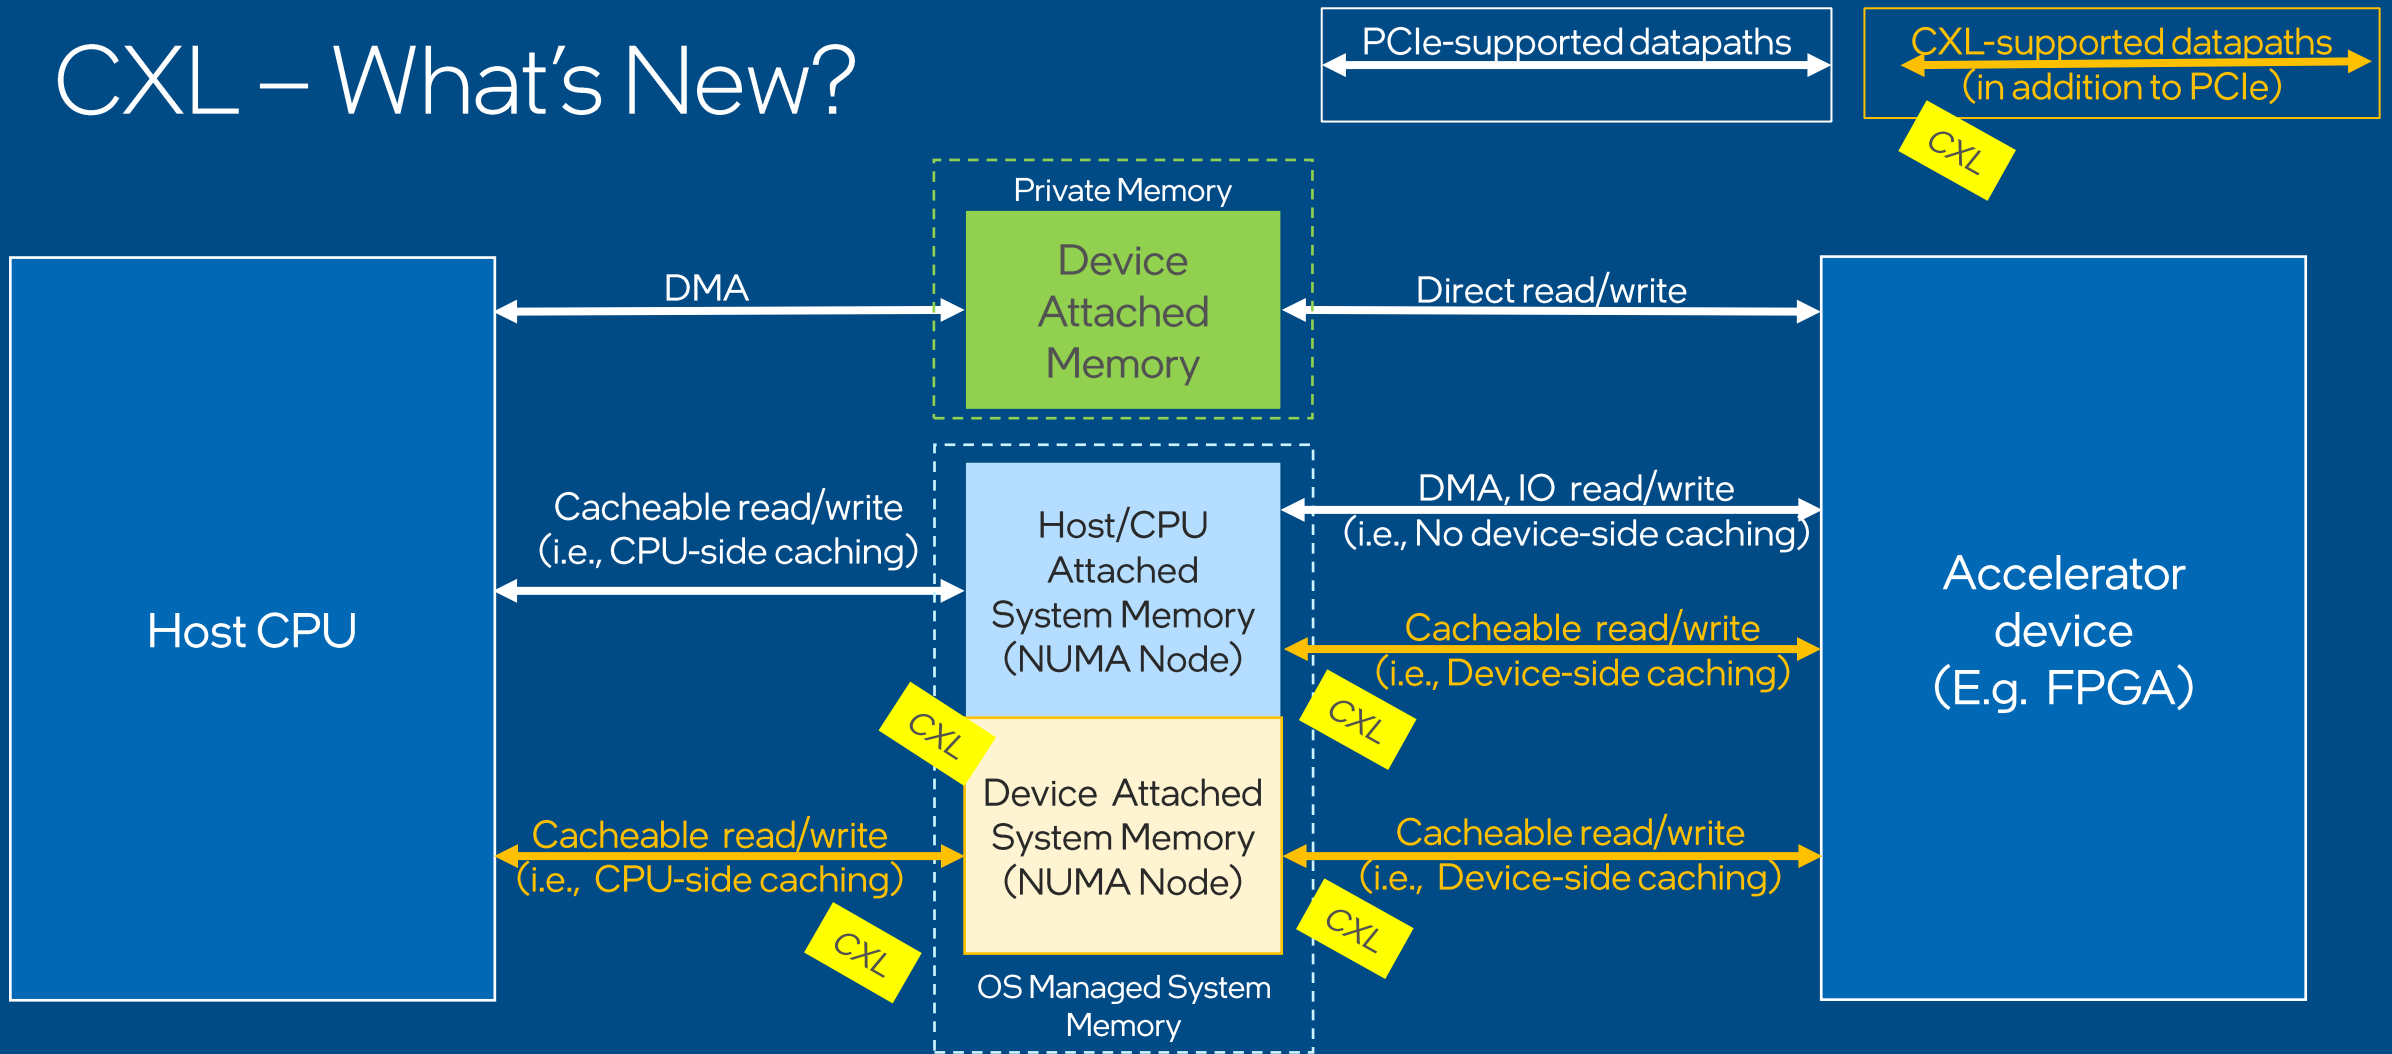 CXL – What's New?
PCIe-supported datapaths
CXL-supported datapaths
(in addition to PCIe)
CXL
Private Memory
Device
Attached
Memory
DMA
Direct read/write
Host CPU
Cacheable read/write
(i.e., CPU-side caching)
Host/CPU
Attached
System Memory
(NUMA Node)
DMA, IO read/write
(i.e., No device-side caching)
Cacheable read/write
(i.e., Device-side caching)
CXL
Accelerator
device
(E.g. FPGA)
CXL
Device Attached
System Memory
(NUMA Node)
Cacheable read/write
(i.e., CPU-side caching)
CXL
Cacheable read/write
(i.e., Device-side caching)
CXL
OS Managed System
Memory